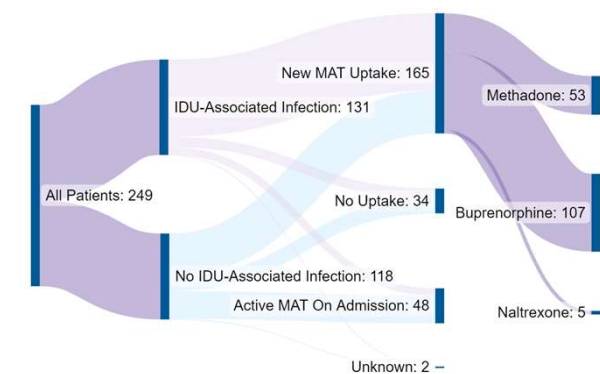 New MAT Uptake: 165
Methadone: 53
IDU-Associated Infection: 131
All Patients: 249
No Uptake: 34
Buprenorphine: 107
No IDU-Associated Infection: 118
Active MAT On Admission: 48
Naltrexone: 5
Unknown: 2